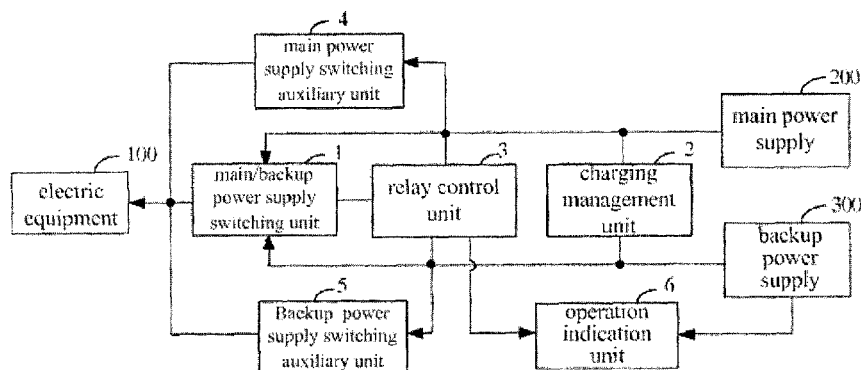 4
main power
supply switching
auxiliary unit
200
main power
supply
100
electric
equipment
1
main/backup
power supply
switching unit
3
relay control
unit
2
charging
management
unit
300
backup
power
supply
5
Backup power
supply switching
auxiliary unit
6
operation
indication
unit